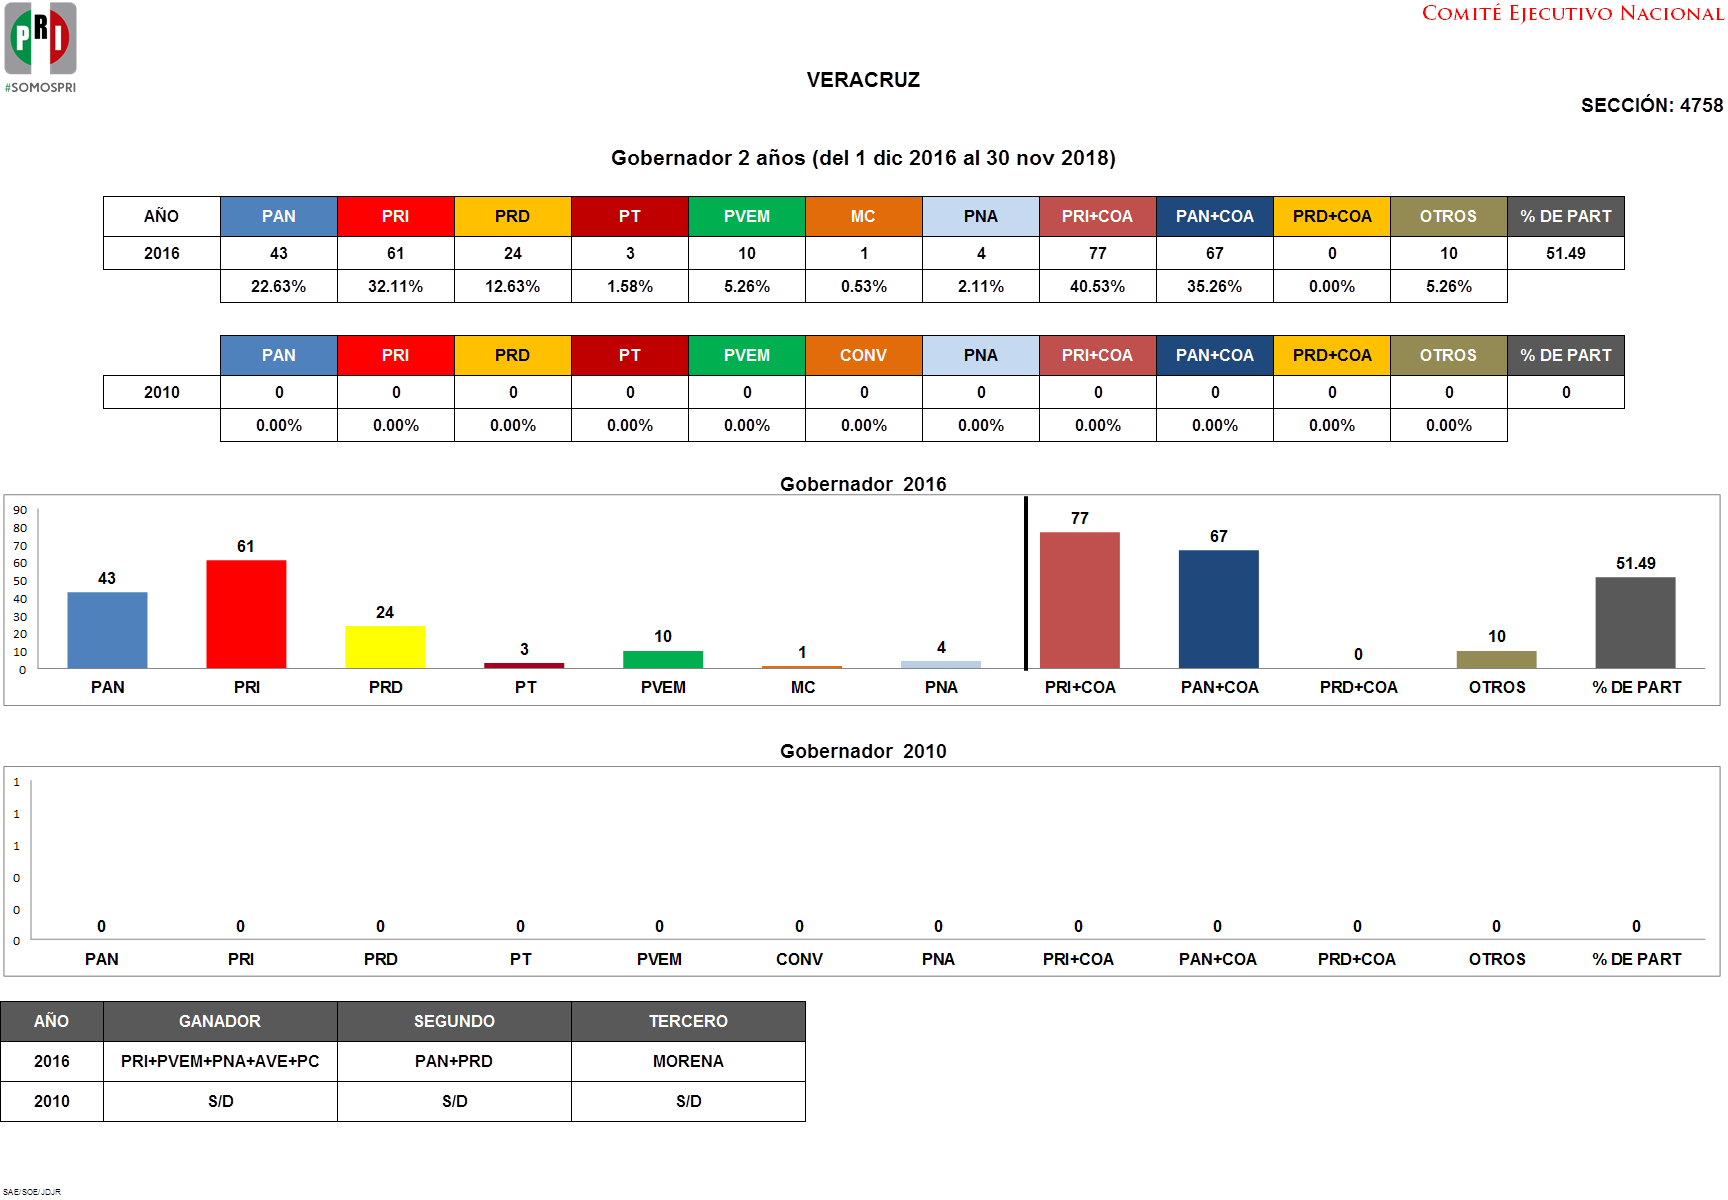 PRI
#SOMOSPRI
COMITÉ EJECUTIVO NACIONAL
VERACRUZ
SECCIÓN: 4758
Gobernador 2 años (del 1 dic 2016 al 30 nov 2018)
AÑO PAN PRI PRD PT PVEM MC PNA PRI+COA PAN+COA PRD+COA OTROS % DE PART
2016 43 61 24 3 10 1 4 77 67 0 10 51.49
22.63% 32.11% 12.63% 1.58% 5.26% 0.53% 2.11% 40.53% 35.26% 0.00% 5.26%
PAN PRI PRD PT PVEM CONV PNA PRI+COA PAN+COA PRD+COA OTROS % DE PART
2010 0 0 0 0 0 0 0 0 0 0 0 0
0.00% 0.00% 0.00% 0.00% 0.00% 0.00% 0.00% 0.00% 0.00% 0.00% 0.00%
Gobernador 2016
90
80
70
60
50
40
30
20
10
0
43 61 24 3 10 1 4 77 67 0 10 51.49
PAN PRI PRD PT PVEM MC PNA PRI+COA PAN+COA PRD+COA OTROS % DE PART
Gobernador 2010
1
1
1
0
0
0
0 0 0 0 0 0 0 0 0 0 0 0
PAN PRI PRD PT PVEM CONV PNA PRI+COA PAN+COA PRD+COA OTROS % DE PART
AÑO GANADOR SEGUNDO TERCERO
2016 PRI+PVEM+PNA+AVE+PC PAN+PRD MORENA
2010 S/D S/D S/D
SAE/SOE/JDJR